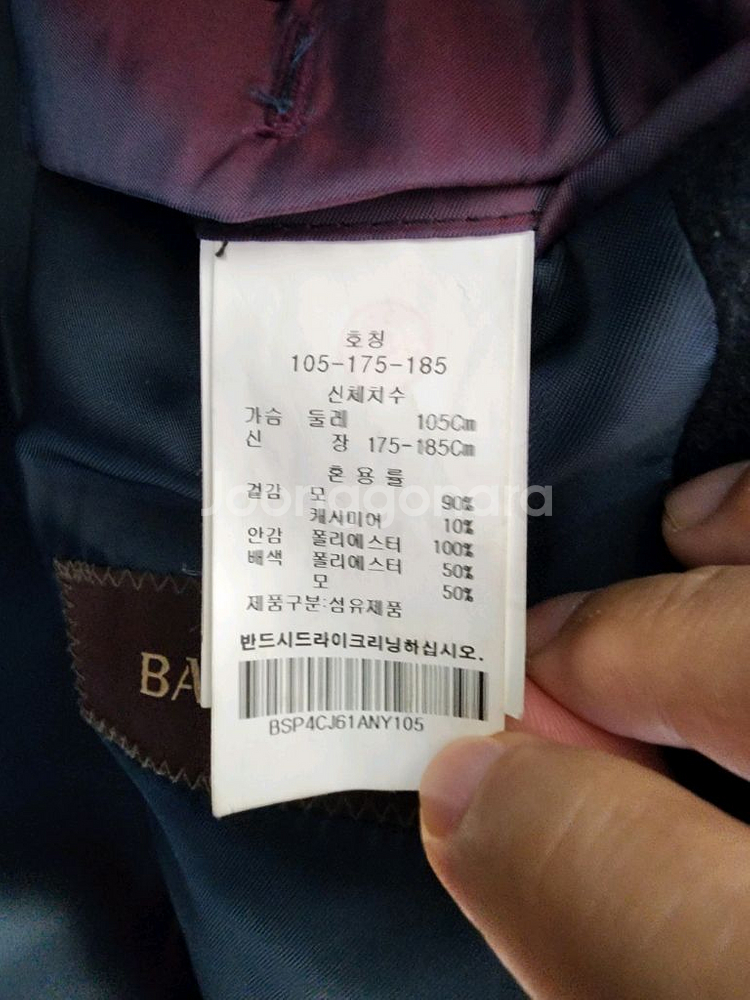 호칭
105-175-185
신체치수
가슴 둘레 105Cm
신 장 175-185Cm
혼 용 률
겉감 모 90%
캐시미어 10%
안감 폴리에스터 100%
배색 폴리에스터 50%
모 50%
제품구분:섬유제품
반드시드라이크리닝하십시오.
BSP4CJ61ANY105
BA
Joonggonara